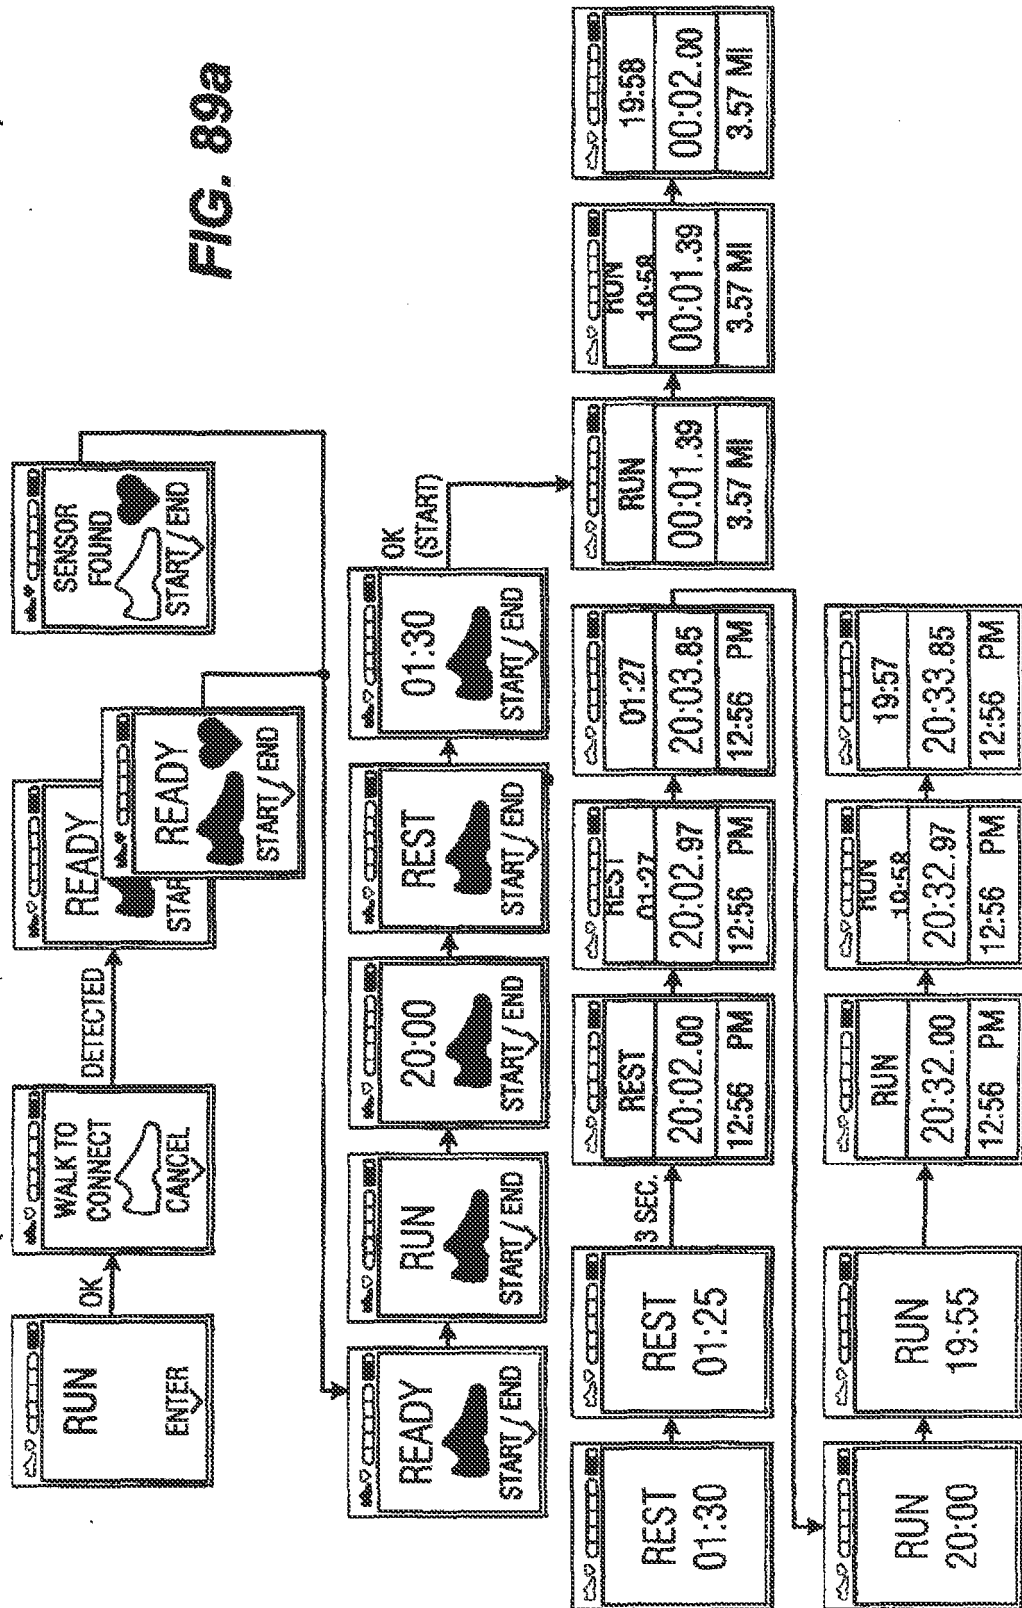 FIG. 89a
RUN
ENTER
OK
WALK TO
CONNECT
CANCEL
DETECTED
READY
STAR
READY
START / END
SENSOR
FOUND
START / END
READY
START / END
RUN
START / END
20:00
START / END
REST
START / END
01:30
START / END
OK
(START)
RUN
00:01.39
3.57 MI
RUN
19:58
00:01.39
3.57 MI
19:58
00:02.00
3.57 MI
REST
01:30
REST
01:25
3 SEC.
REST
20:02.00
12:56 PM
REST
01:27
20:02.97
12:56 PM
01:27
20:03.85
12:56 PM
RUN
20:00
RUN
19:55
RUN
20:32.00
12:56 PM
RUN
19:58
20:32.97
12:56 PM
19:57
20:33.85
12:56 PM